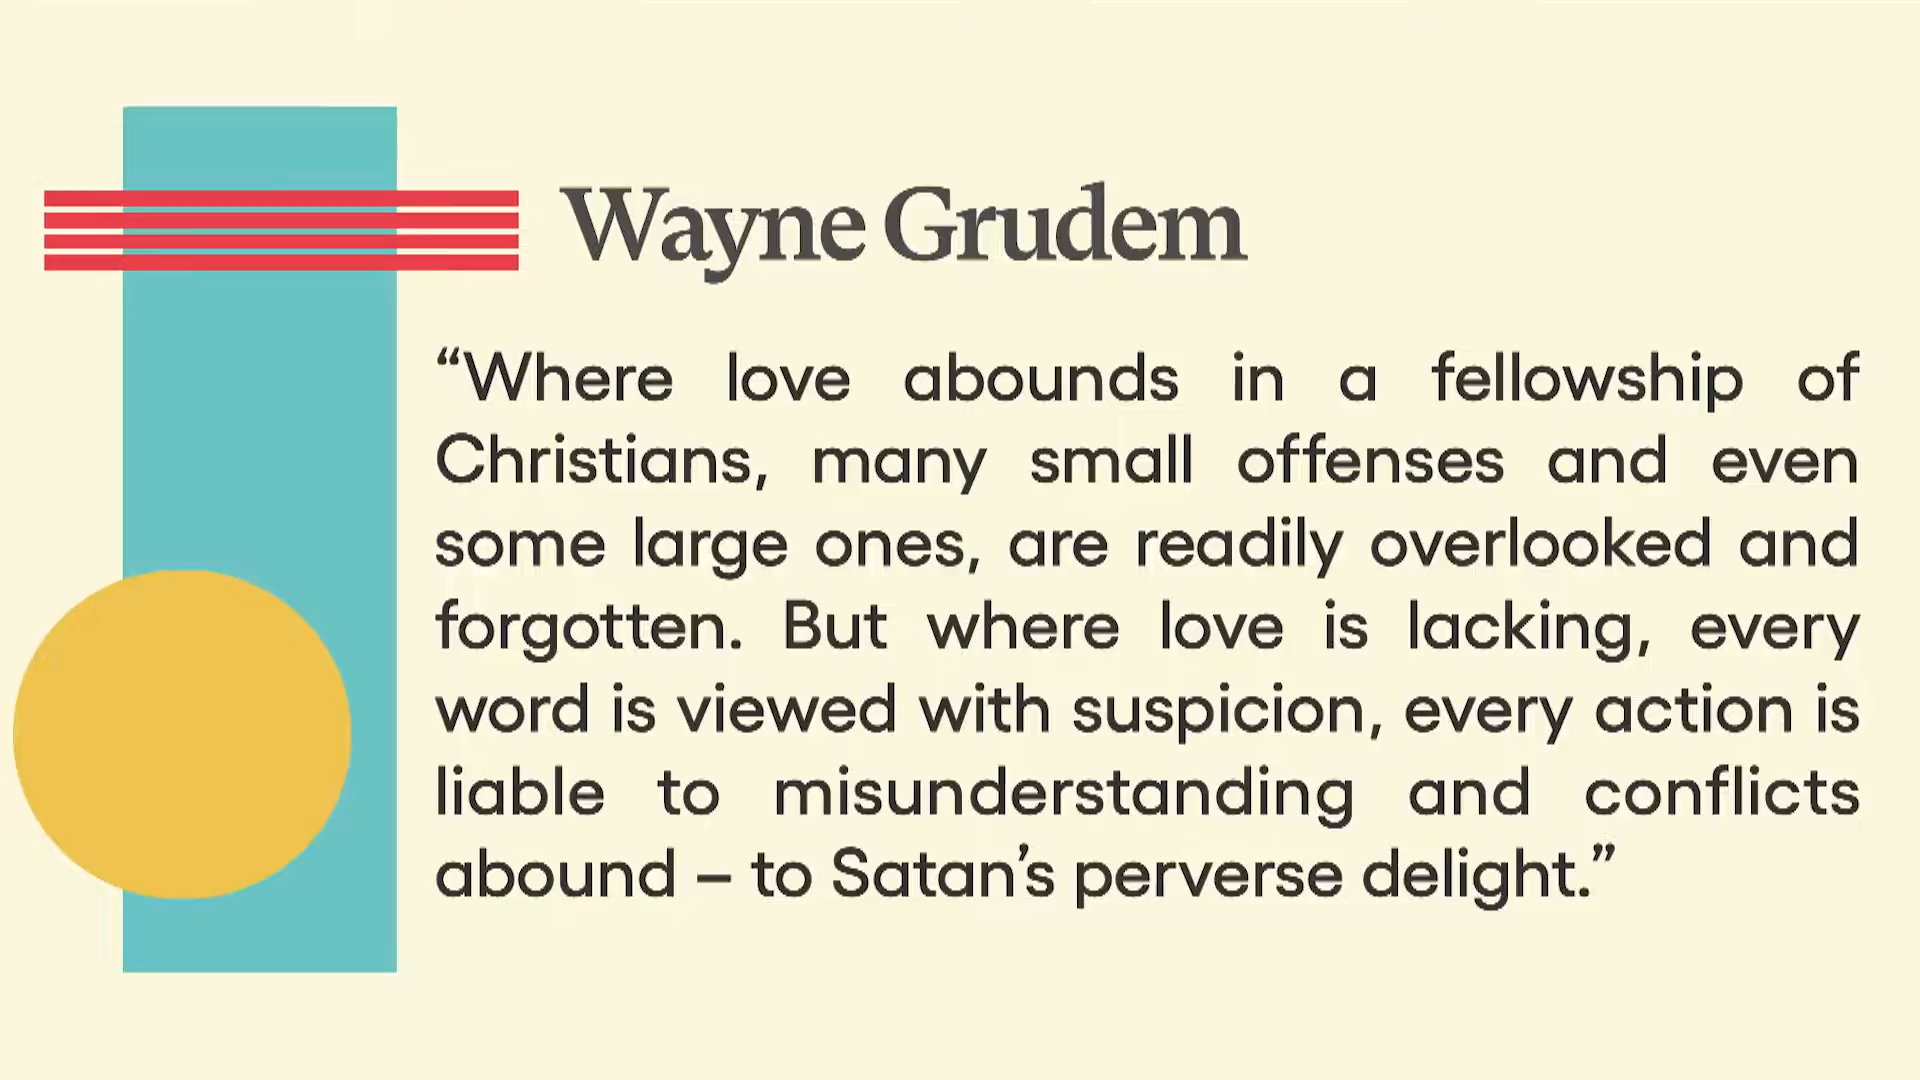 Wayne Grudem
“Where love abounds in a fellowship of
Christians, many small offenses and even
some large ones, are readily overlooked and
forgotten. But where love is lacking, every
word is viewed with suspicion, every action is
liable to misunderstanding and conflicts
abound – to Satan’s perverse delight.”